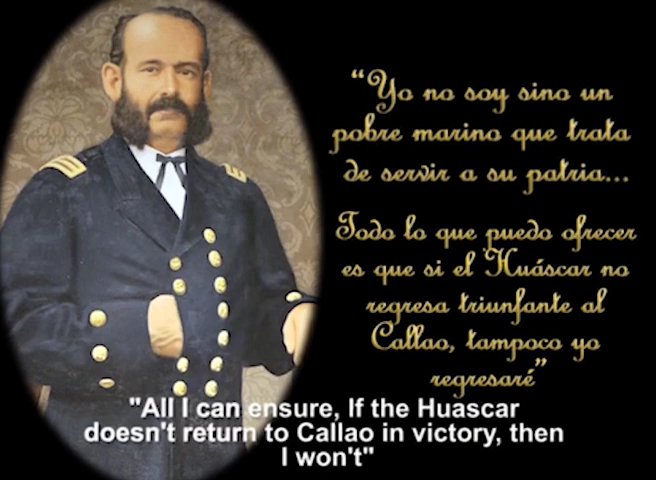 “Yo no soy sino un
pobre marino que trata
de servir a su patria...
Todo lo que puedo ofrecer
es que si el Huáscar no
regresa triunfante al
Callao, tampoco yo
regresaré”
"All I can ensure, If the Huascar
doesn't return to Callao in victory, then
I won't"